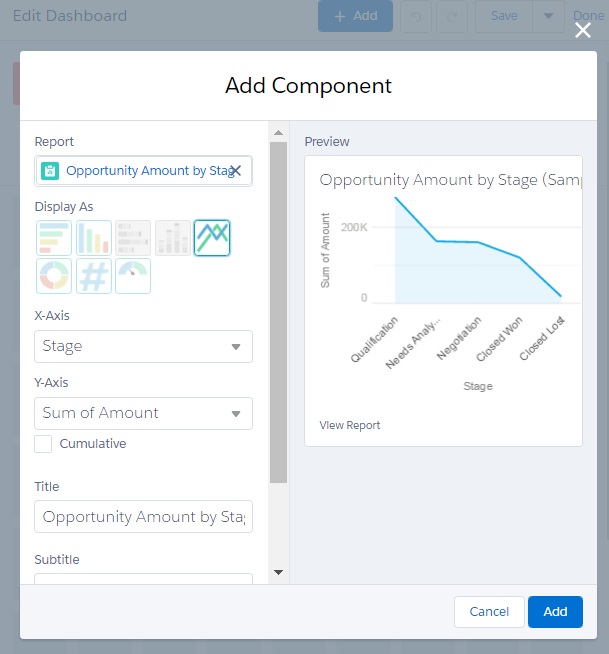 Edit Dashboard
+ Add
Save
Done
Add Component
Report
Opportunity Amount by Stag
Display As
X-Axis
Stage
Y-Axis
Sum of Amount
Cumulative
Title
Opportunity Amount by Sta
Subtitle
Preview
Opportunity Amount by Stage (Sam
Sum of Amount
200K
0
Qualification
Needs Analy...
Negotiation
Closed Won
Closed Lost
Stage
View Report
Cancel
Add